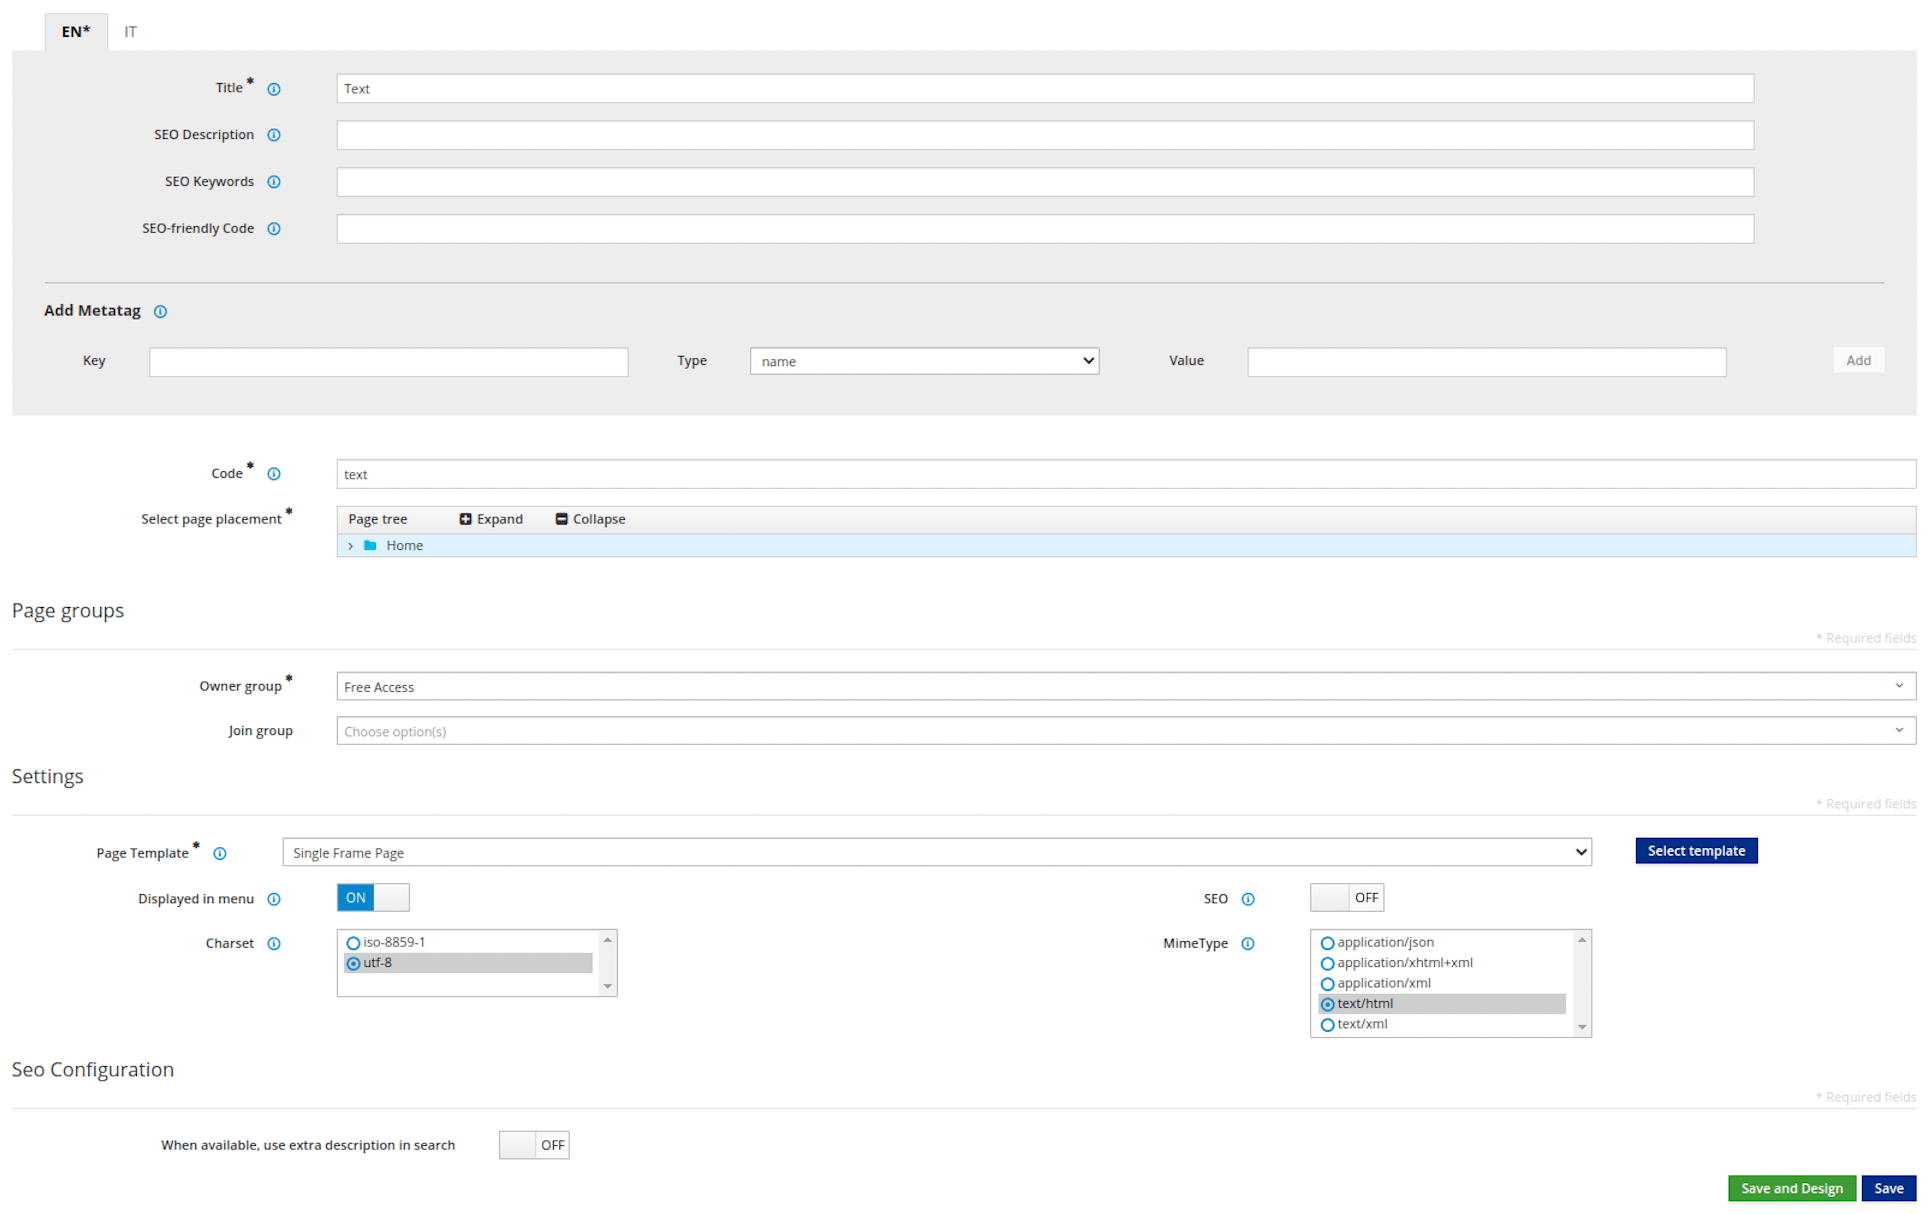 EN* IT
Title *
Text
SEO Description
SEO Keywords
SEO-friendly Code
Add Metatag
Key Type name Value Add
Code * text
Select page placement * Page tree Expand Collapse
Home
Page groups
* Required fields
Owner group * Free Access
Join group Choose option(s)
Settings
* Required fields
Page Template * Single Frame Page Select template
Displayed in menu ON SEO OFF
Charset iso-8859-1
utf-8
MimeType application/json
application/xhtml+xml
application/xml
text/html
text/xml
Seo Configuration
* Required fields
When available, use extra description in search OFF
Save and Design Save